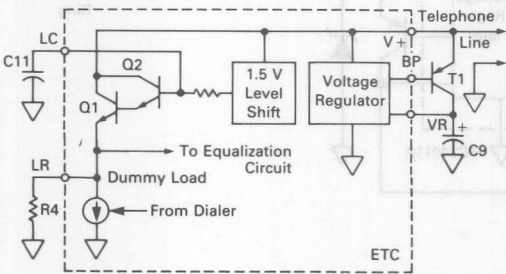 Telephone
Line
V+
LC
C11
Q2
Q1
1.5 V
Level
Shift
Voltage
Regulator
BP
T1
VR
+
C9
To Equalization
Circuit
LR
Dummy Load
R4
From Dialer
ETC